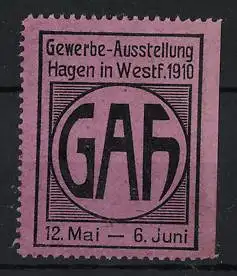 Gewerbe-Ausstellung
Hagen in Westf. 1910
GAH
12. Mai — 6. Juni